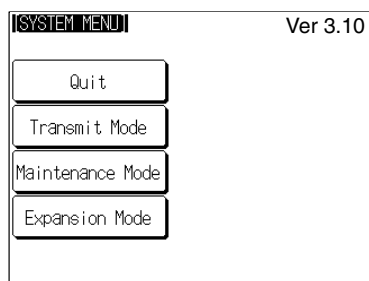 [SYSTEM MENU]
Ver 3.10
Quit
Transmit Mode
Maintenance Mode
Expansion Mode